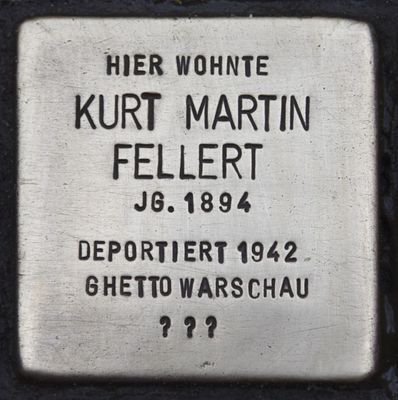 HIER WOHNTE
KURT MARTIN
FELLERT
JG. 1894
DEPORTIERT 1942
GHETTO WARSCHAU
? ? ?